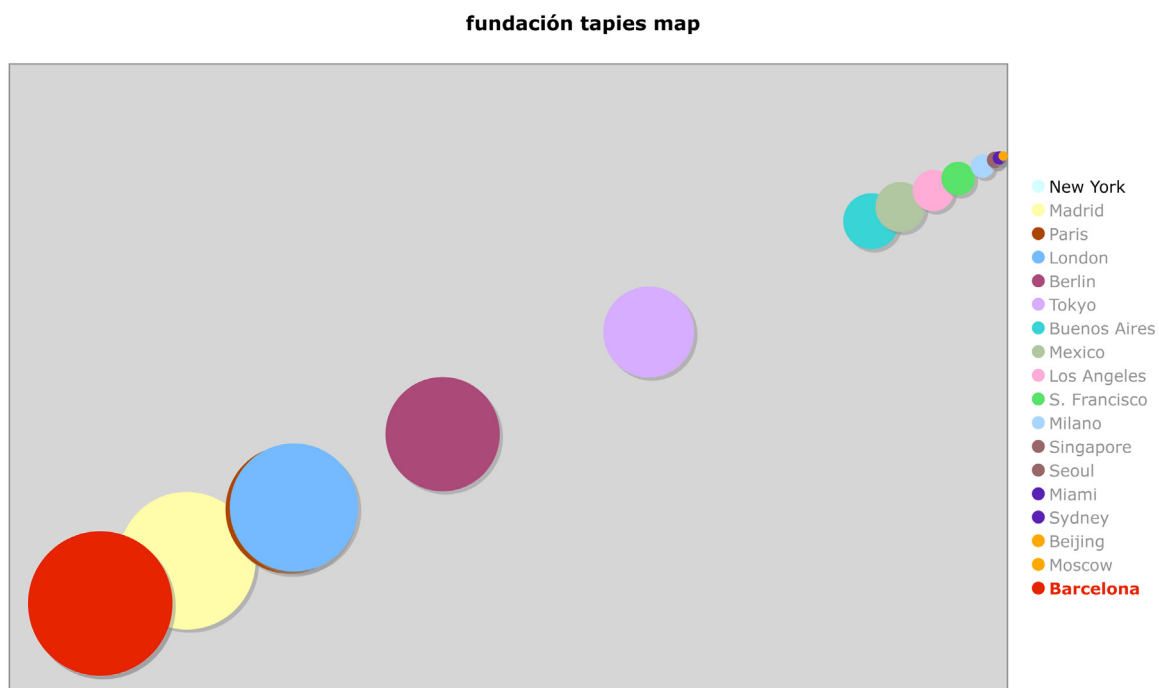 fundación tapies map
New York
Madrid
Paris
London
Berlin
Tokyo
Buenos Aires
Mexico
Los Angeles
S. Francisco
Milano
Singapore
Seoul
Miami
Sydney
Beijing
Moscow
Barcelona